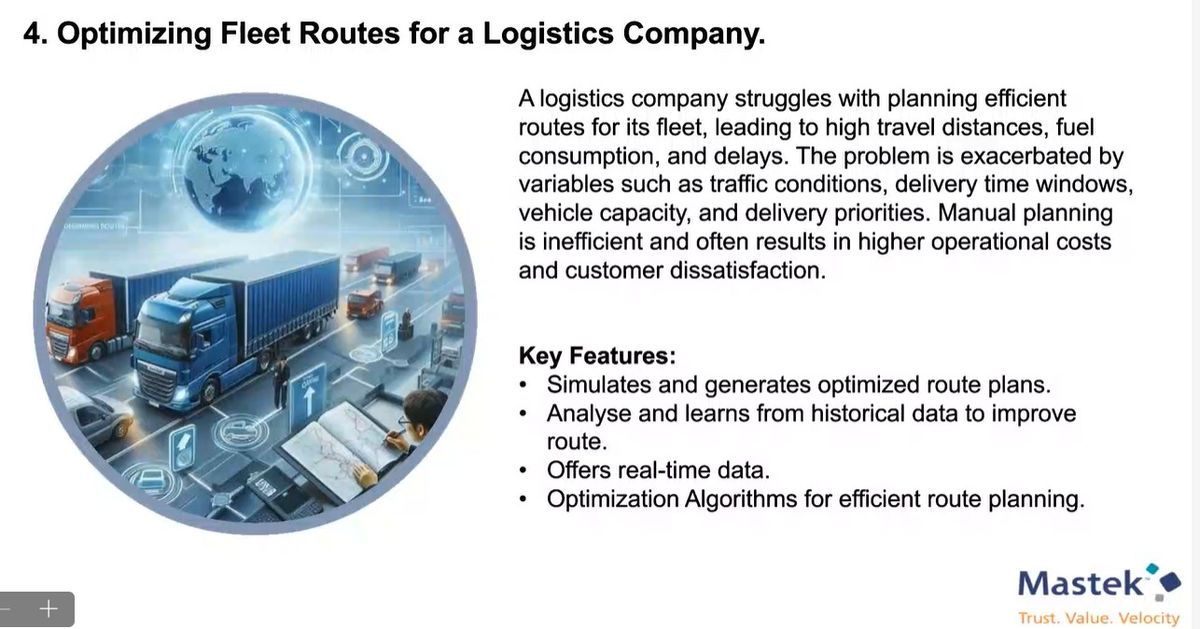 4. Optimizing Fleet Routes for a Logistics Company.
A logistics company struggles with planning efficient
routes for its fleet, leading to high travel distances, fuel
consumption, and delays. The problem is exacerbated by
variables such as traffic conditions, delivery time windows,
vehicle capacity, and delivery priorities. Manual planning
is inefficient and often results in higher operational costs
and customer dissatisfaction.
Key Features:
• Simulates and generates optimized route plans.
• Analyse and learns from historical data to improve
route.
• Offers real-time data.
• Optimization Algorithms for efficient route planning.
Mastek
Trust. Value. Velocity